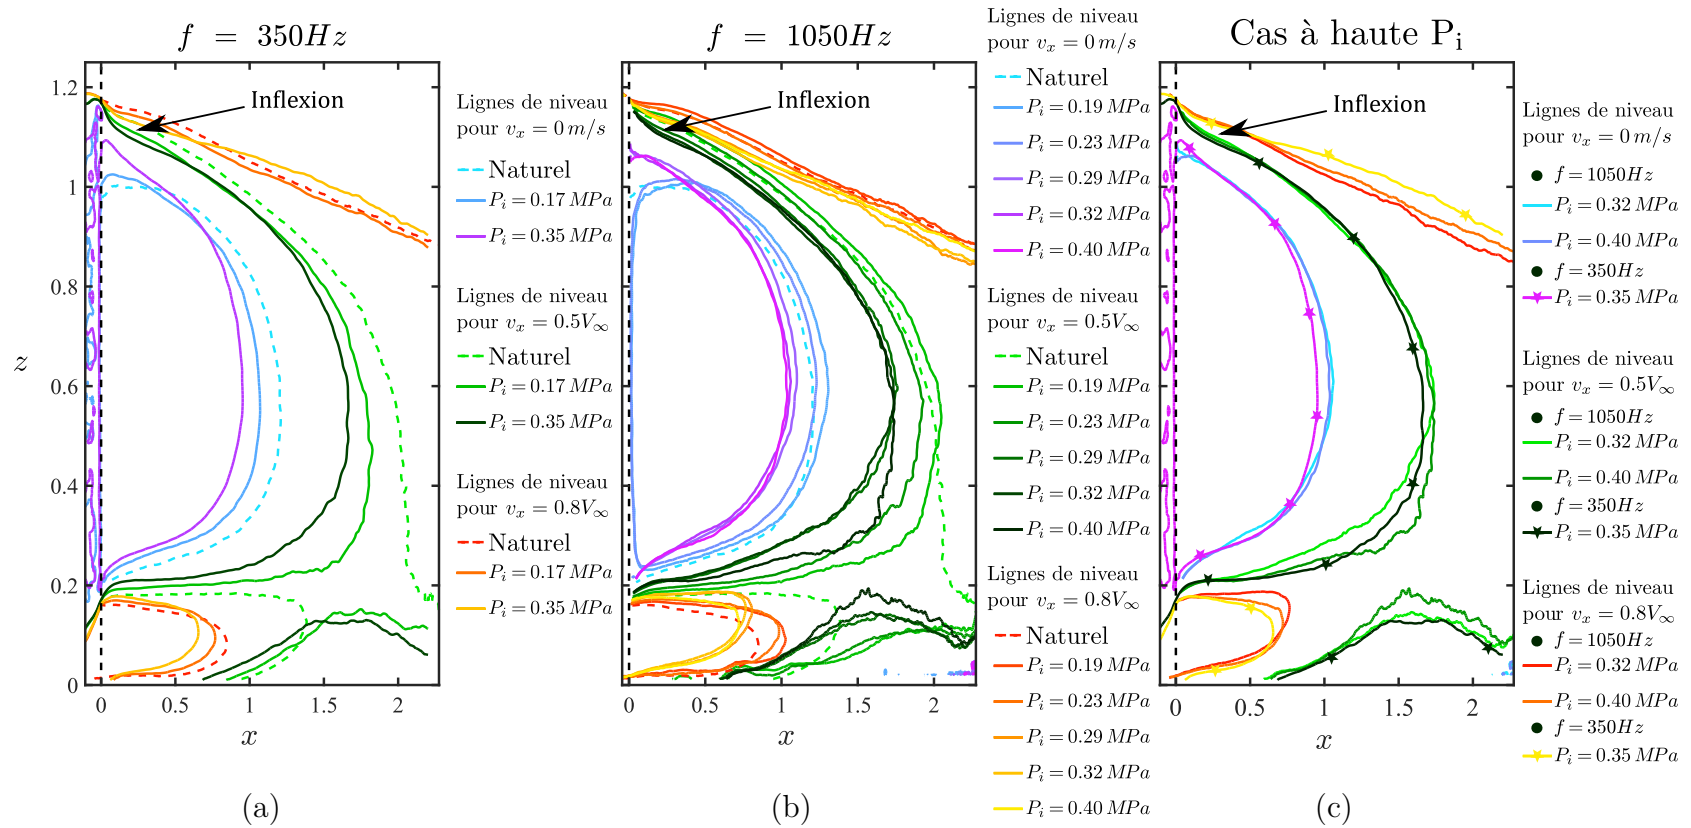 f = 350Hz
Inflexion
1.2
1
0.8
0.6
0.4
0.2
0
z
0
0.5
1
1.5
2
x
(a)
Lignes de niveau
pour vₓ = 0 m/s
Naturel
Pᵢ = 0.17 MPa
Pᵢ = 0.35 MPa
Lignes de niveau
pour vₓ = 0.5V∞
Naturel
Pᵢ = 0.17 MPa
Pᵢ = 0.35 MPa
Lignes de niveau
pour vₓ = 0.8V∞
Naturel
Pᵢ = 0.17 MPa
Pᵢ = 0.35 MPa
f = 1050Hz
Inflexion
0
0.5
1
1.5
2
x
(b)
Lignes de niveau
pour vₓ = 0 m/s
Naturel
Pᵢ = 0.19 MPa
Pᵢ = 0.23 MPa
Pᵢ = 0.29 MPa
Pᵢ = 0.32 MPa
Pᵢ = 0.40 MPa
Lignes de niveau
pour vₓ = 0.5V∞
Naturel
Pᵢ = 0.19 MPa
Pᵢ = 0.23 MPa
Pᵢ = 0.29 MPa
Pᵢ = 0.32 MPa
Pᵢ = 0.40 MPa
Lignes de niveau
pour vₓ = 0.8V∞
Naturel
Pᵢ = 0.19 MPa
Pᵢ = 0.23 MPa
Pᵢ = 0.29 MPa
Pᵢ = 0.32 MPa
Pᵢ = 0.40 MPa
Cas à haute Pᵢ
Inflexion
0
0.5
1
1.5
2
x
(c)
Lignes de niveau
pour vₓ = 0 m/s
f = 1050Hz
Pᵢ = 0.32 MPa
Pᵢ = 0.40 MPa
f = 350Hz
Pᵢ = 0.35 MPa
Lignes de niveau
pour vₓ = 0.5V∞
f = 1050Hz
Pᵢ = 0.32 MPa
Pᵢ = 0.40 MPa
f = 350Hz
Pᵢ = 0.35 MPa
Lignes de niveau
pour vₓ = 0.8V∞
f = 1050Hz
Pᵢ = 0.32 MPa
Pᵢ = 0.40 MPa
f = 350Hz
Pᵢ = 0.35 MPa